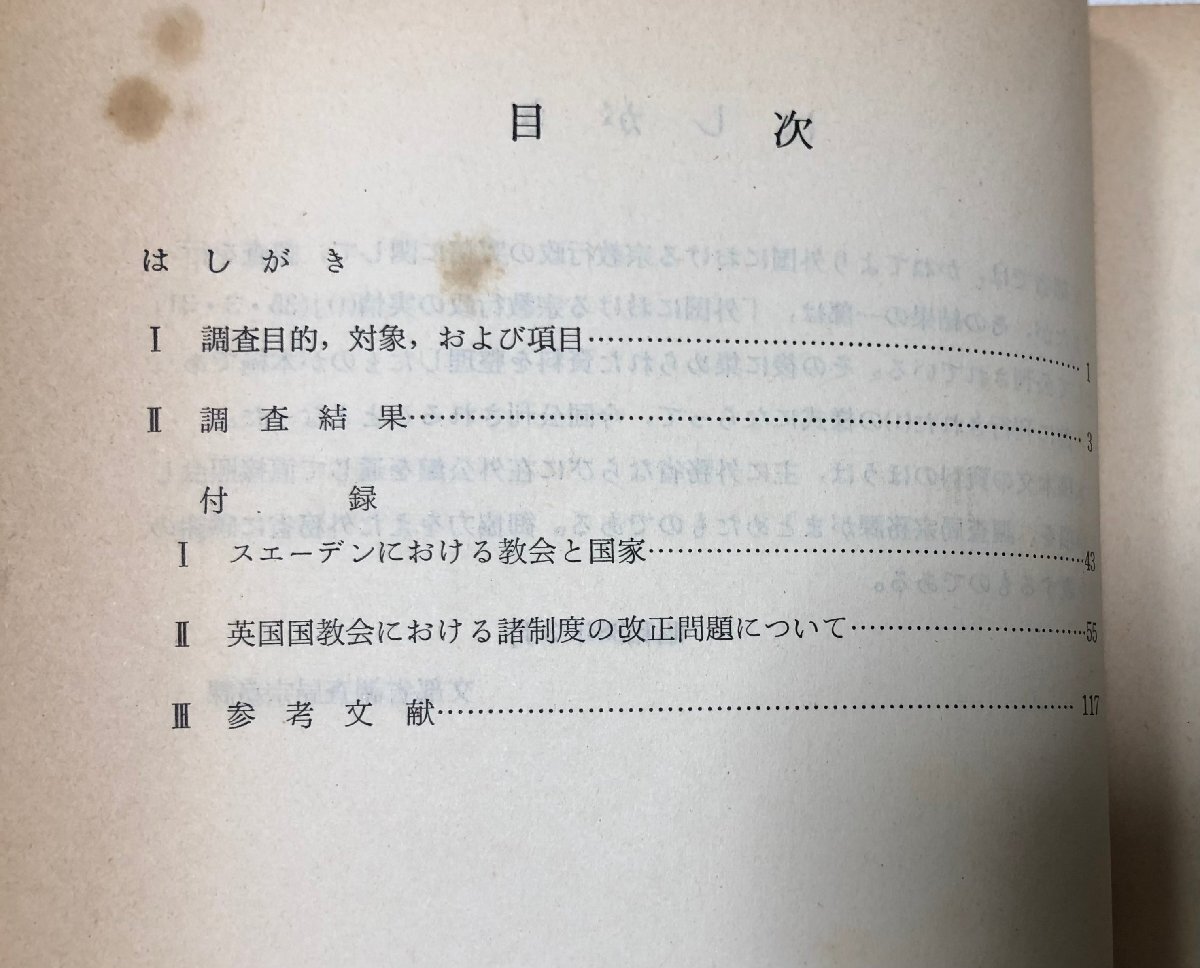 目次
はしがき
Ⅰ 調査目的，対象，および項目……………………………………………1
Ⅱ 調査結果……………………………………………………………………3
付録
Ⅰ スエーデンにおける教会と国家…………………………………………43
Ⅱ 英国国教会における諸制度の改正問題について………………………55
Ⅲ 参考文献……………………………………………………………………117